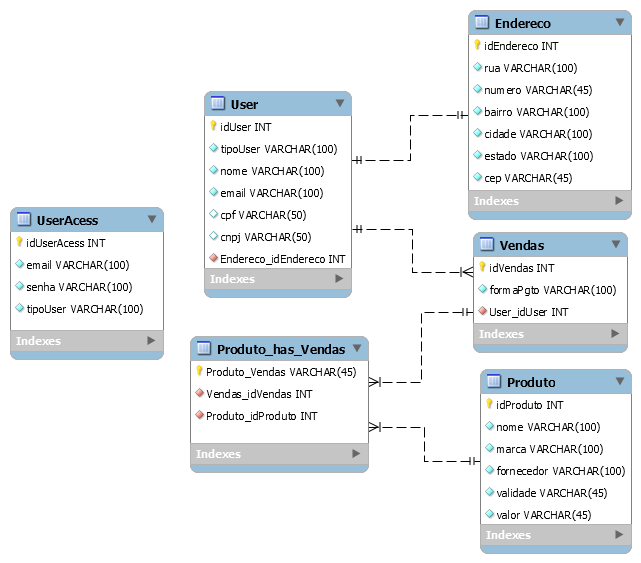 Endereco
idEndereco INT
rua VARCHAR(100)
numero VARCHAR(45)
bairro VARCHAR(100)
cidade VARCHAR(100)
estado VARCHAR(100)
cep VARCHAR(45)
Indexes
User
idUser INT
tipoUser VARCHAR(100)
nome VARCHAR(100)
email VARCHAR(100)
cpf VARCHAR(50)
cnpj VARCHAR(50)
Endereco_idEndereco INT
Indexes
UserAcess
idUserAcess INT
email VARCHAR(100)
senha VARCHAR(100)
tipoUser VARCHAR(100)
Indexes
Vendas
idVendas INT
formaPgto VARCHAR(100)
User_idUser INT
Indexes
Produto_has_Vendas
Produto_Vendas VARCHAR(45)
Vendas_idVendas INT
Produto_idProduto INT
Indexes
Produto
idProduto INT
nome VARCHAR(100)
marca VARCHAR(100)
fornecedor VARCHAR(100)
validade VARCHAR(45)
valor VARCHAR(45)
Indexes